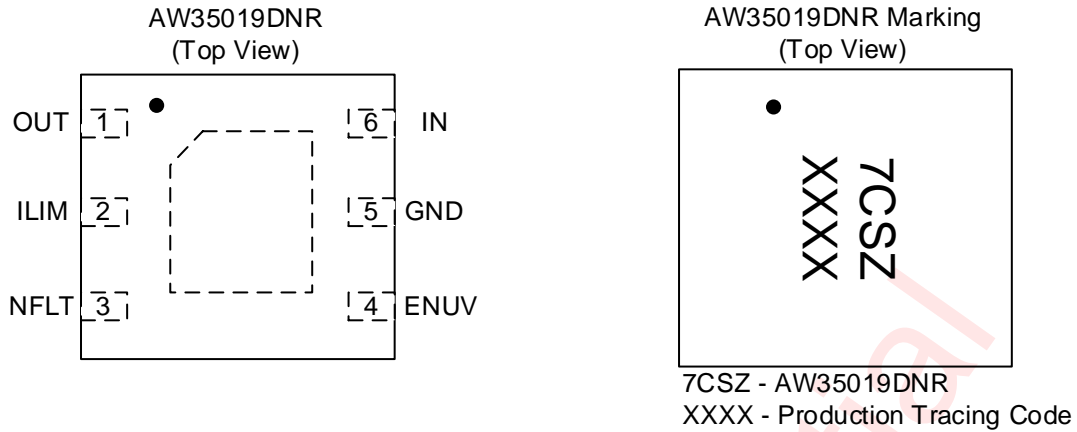 AW35019DNR
(Top View)
OUT 1
6 IN
ILIM 2
5 GND
NFLT 3
4 ENUV
AW35019DNR Marking
(Top View)
7CSZ
XXXX
7CSZ - AW35019DNR
XXXX - Production Tracing Code